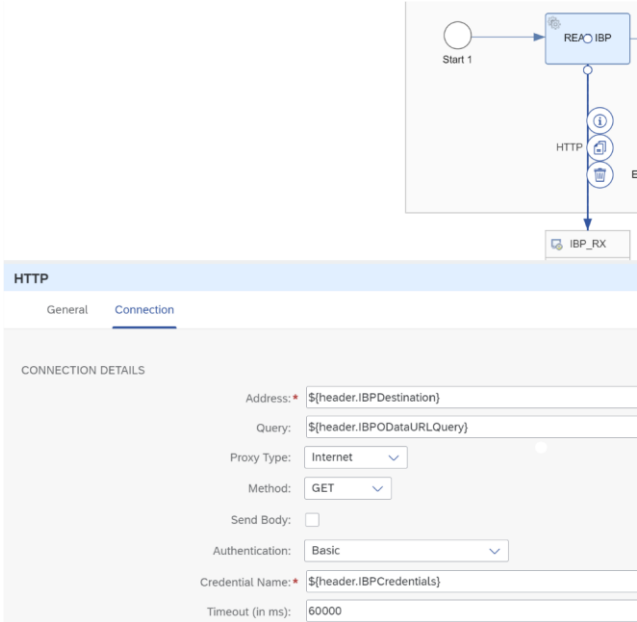 REA IBP
Start 1
HTTP
E
IBP_RX
HTTP
General Connection
CONNECTION DETAILS
Address:* ${header.IBPDestination}
Query: ${header.IBPODataURLQuery}
Proxy Type: Internet
Method: GET
Send Body:
Authentication: Basic
Credential Name:* ${header.IBPCredentials}
Timeout (in ms): 60000